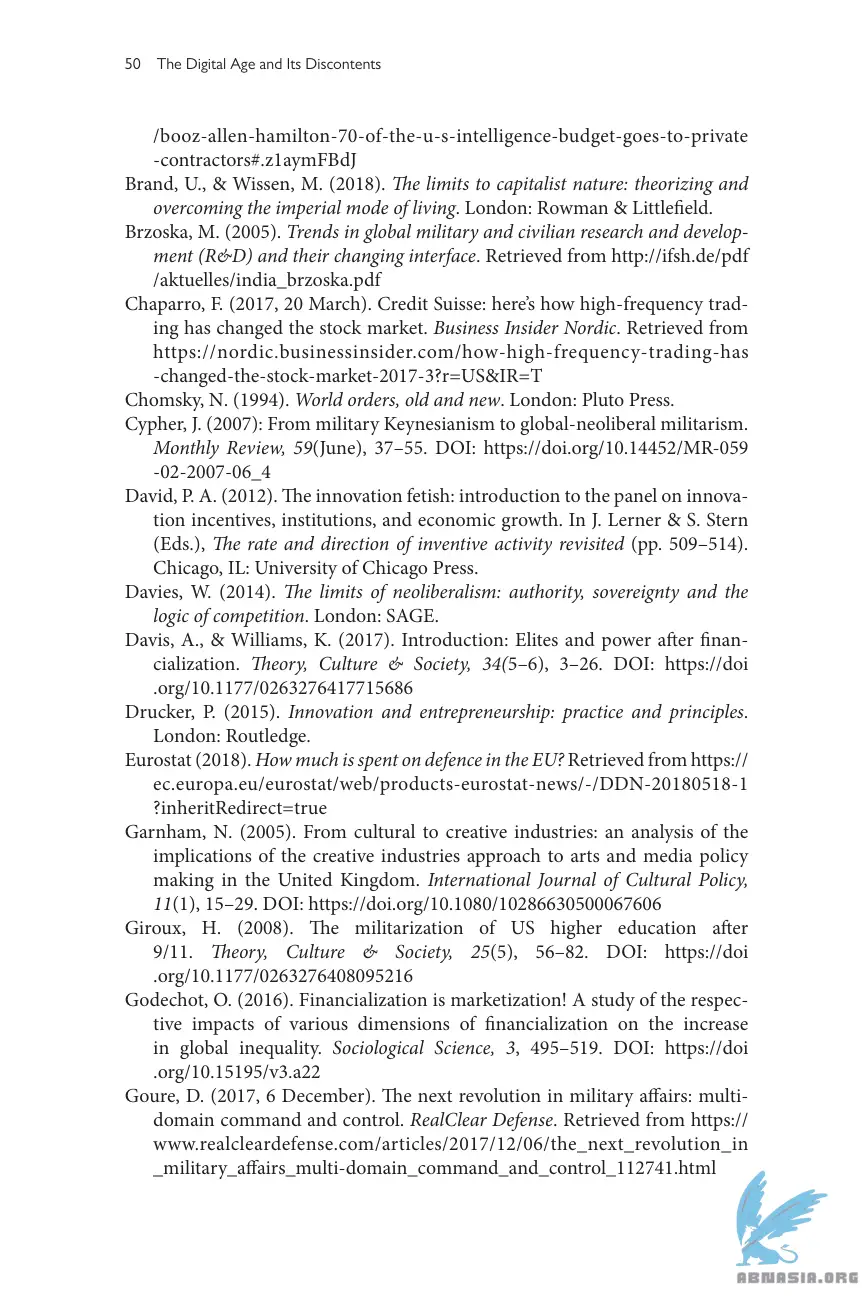 50 The Digital Age and Its Discontents
/booz-allen-hamilton-70-of-the-u-s-intelligence-budget-goes-to-private
-contractors#.z1aymFBdJ
Brand, U., & Wissen, M. (2018). The limits to capitalist nature: theorizing and
overcoming the imperial mode of living. London: Rowman & Littlefield.
Brzoska, M. (2005). Trends in global military and civilian research and develop-
ment (R&D) and their changing interface. Retrieved from http://ifsh.de/pdf
/aktuelles/india_brzoska.pdf
Chaparro, F. (2017, 20 March). Credit Suisse: here’s how high-frequency trad-
ing has changed the stock market. Business Insider Nordic. Retrieved from
https://nordic.businessinsider.com/how-high-frequency-trading-has
-changed-the-stock-market-2017-3?r=US&IR=T
Chomsky, N. (1994). World orders, old and new. London: Pluto Press.
Cypher, J. (2007): From military Keynesianism to global-neoliberal militarism.
Monthly Review, 59(June), 37–55. DOI: https://doi.org/10.14452/MR-059
-02-2007-06_4
David, P. A. (2012). The innovation fetish: introduction to the panel on innova-
tion incentives, institutions, and economic growth. In J. Lerner & S. Stern
(Eds.), The rate and direction of inventive activity revisited (pp. 509–514).
Chicago, IL: University of Chicago Press.
Davies, W. (2014). The limits of neoliberalism: authority, sovereignty and the
logic of competition. London: SAGE.
Davis, A., & Williams, K. (2017). Introduction: Elites and power after finan-
cialization. Theory, Culture & Society, 34(5–6), 3–26. DOI: https://doi
.org/10.1177/0263276417715686
Drucker, P. (2015). Innovation and entrepreneurship: practice and principles.
London: Routledge.
Eurostat (2018). How much is spent on defence in the EU? Retrieved from https://
ec.europa.eu/eurostat/web/products-eurostat-news/-/DDN-20180518-1
?inheritRedirect=true
Garnham, N. (2005). From cultural to creative industries: an analysis of the
implications of the creative industries approach to arts and media policy
making in the United Kingdom. International Journal of Cultural Policy,
11(1), 15–29. DOI: https://doi.org/10.1080/10286630500067606
Giroux, H. (2008). The militarization of US higher education after
9/11. Theory, Culture & Society, 25(5), 56–82. DOI: https://doi
.org/10.1177/0263276408095216
Godechot, O. (2016). Financialization is marketization! A study of the respec-
tive impacts of various dimensions of financialization on the increase
in global inequality. Sociological Science, 3, 495–519. DOI: https://doi
.org/10.15195/v3.a22
Goure, D. (2017, 6 December). The next revolution in military affairs: multi-
domain command and control. RealClear Defense. Retrieved from https://
www.realcleardefense.com/articles/2017/12/06/the_next_revolution_in
_military_affairs_multi-domain_command_and_control_112741.html
ABNASIA.ORG